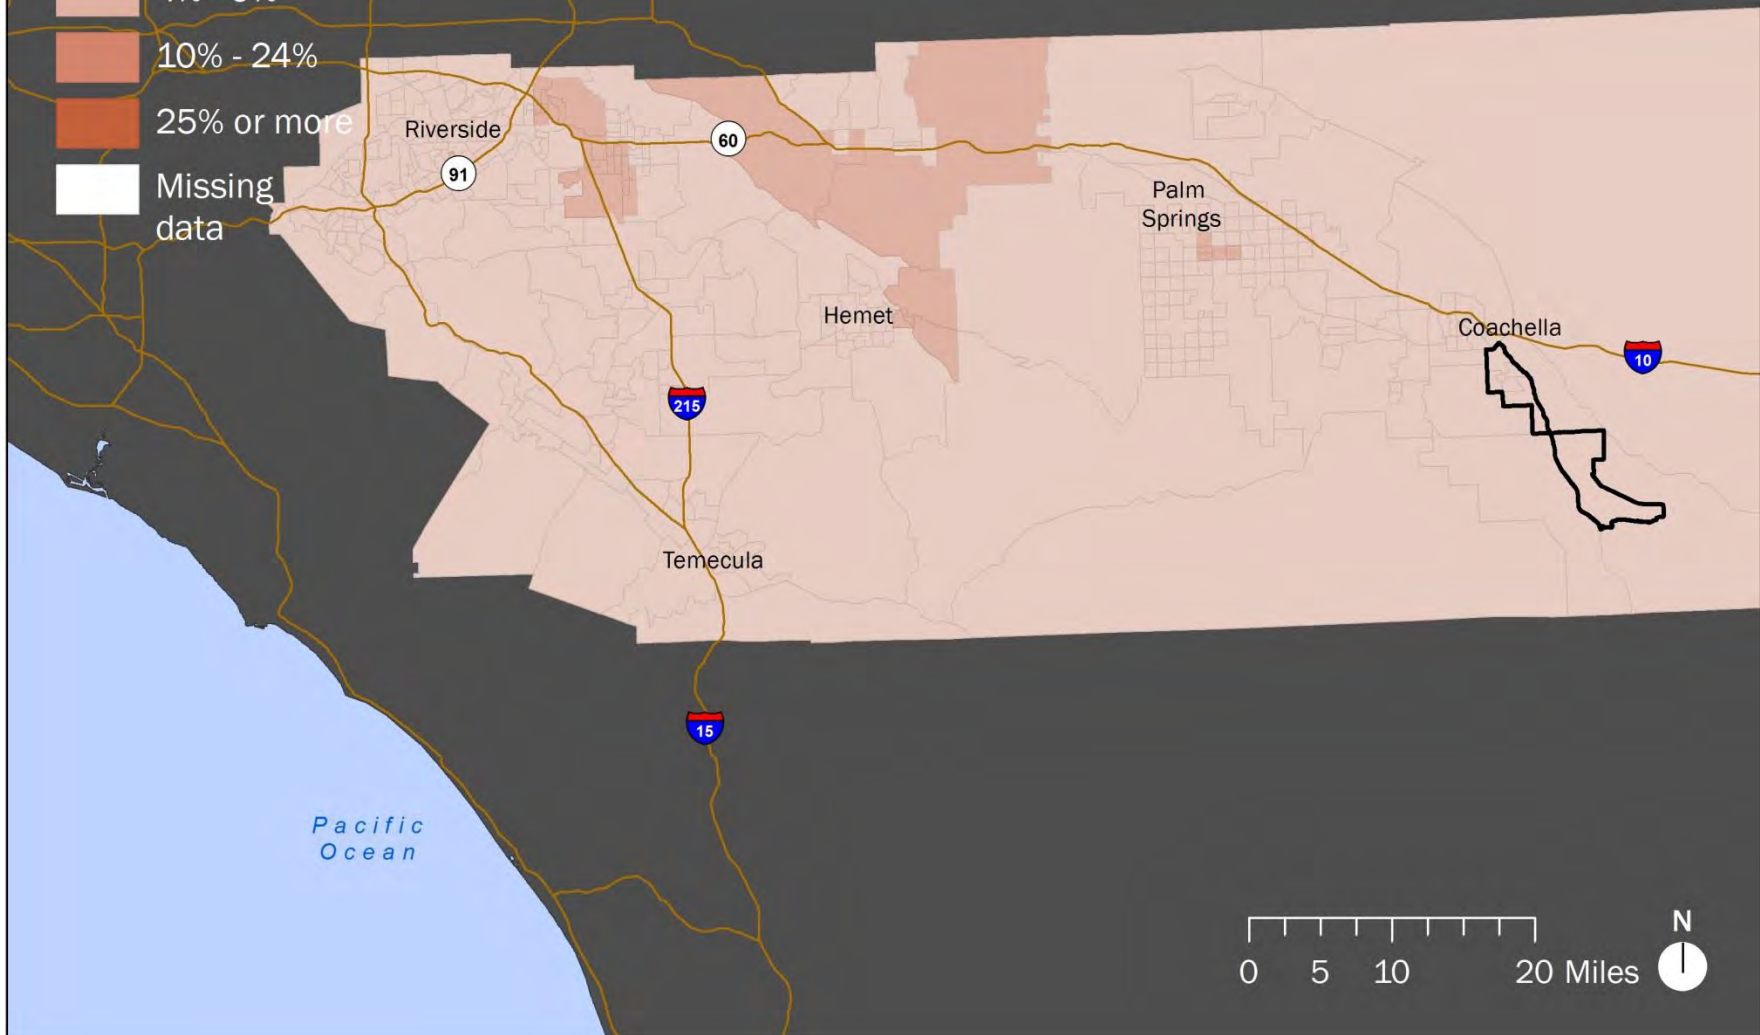 10% - 24%
25% or more
Missing
data
Riverside
91
60
Palm
Springs
Hemet
Coachella
10
215
Temecula
15
Pacific
Ocean
N
0 5 10 20 Miles